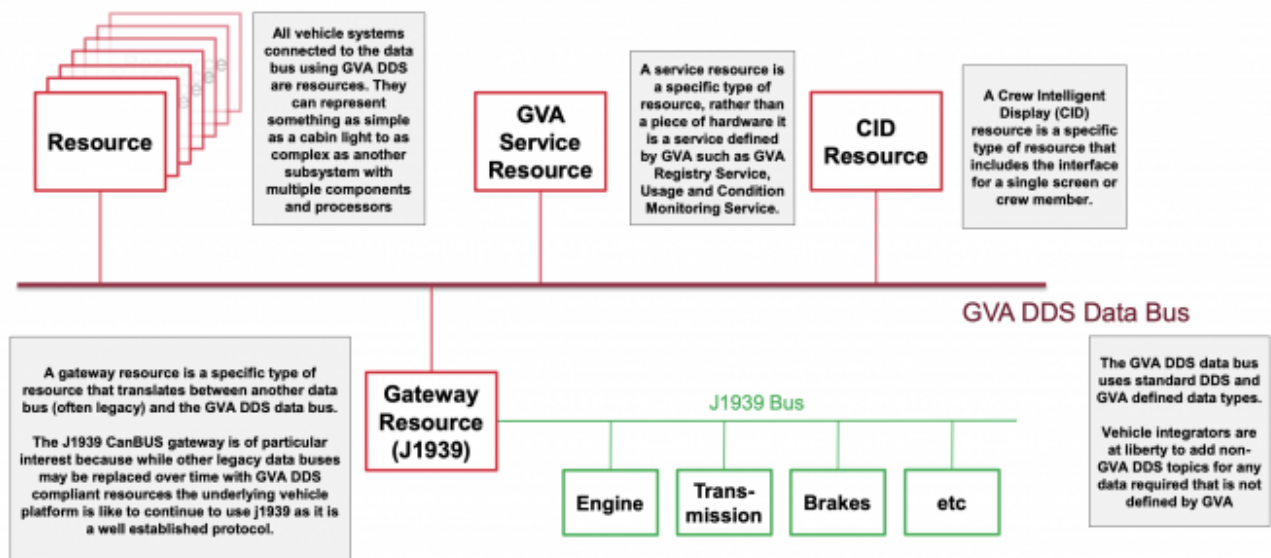 Resource
All vehicle systems
connected to the data
bus using GVA DDS
are resources. They
can represent
something as simple
as a cabin light to as
complex as another
subsystem with
multiple components
and processors
GVA
Service
Resource
A service resource is
a specific type of
resource, rather than
a piece of hardware it
is a service defined
by GVA such as GVA
Registry Service,
Usage and Condition
Monitoring Service.
CID
Resource
A Crew Intelligent
Display (CID)
resource is a specific
type of resource that
includes the interface
for a single screen or
crew member.
GVA DDS Data Bus
A gateway resource is a specific type of
resource that translates between another data
bus (often legacy) and the GVA DDS data bus.
The J1939 CanBUS gateway is of particular
interest because while other legacy data buses
may be replaced over time with GVA DDS
compliant resources the underlying vehicle
platform is like to continue to use j1939 as it is
a well established protocol.
Gateway
Resource
(J1939)
J1939 Bus
Engine
Trans-
mission
Brakes
etc
The GVA DDS data bus
uses standard DDS and
GVA defined data types.
Vehicle integrators are
at liberty to add non-
GVA DDS topics for any
data required that is not
defined by GVA